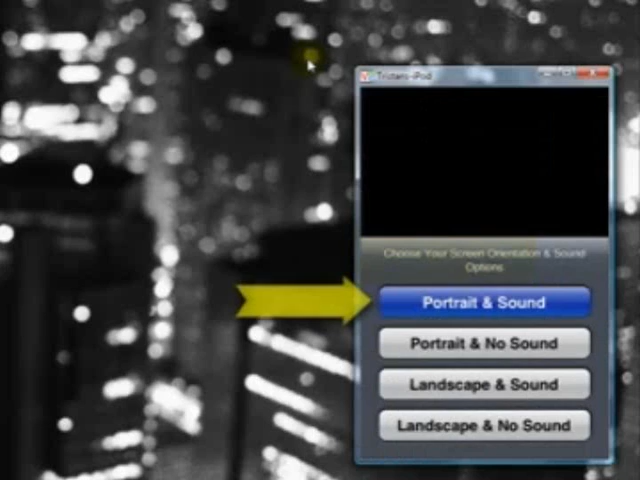 Tristans-iPod
Choose Your Screen Orientation & Sound
Options
Portrait & Sound
Portrait & No Sound
Landscape & Sound
Landscape & No Sound